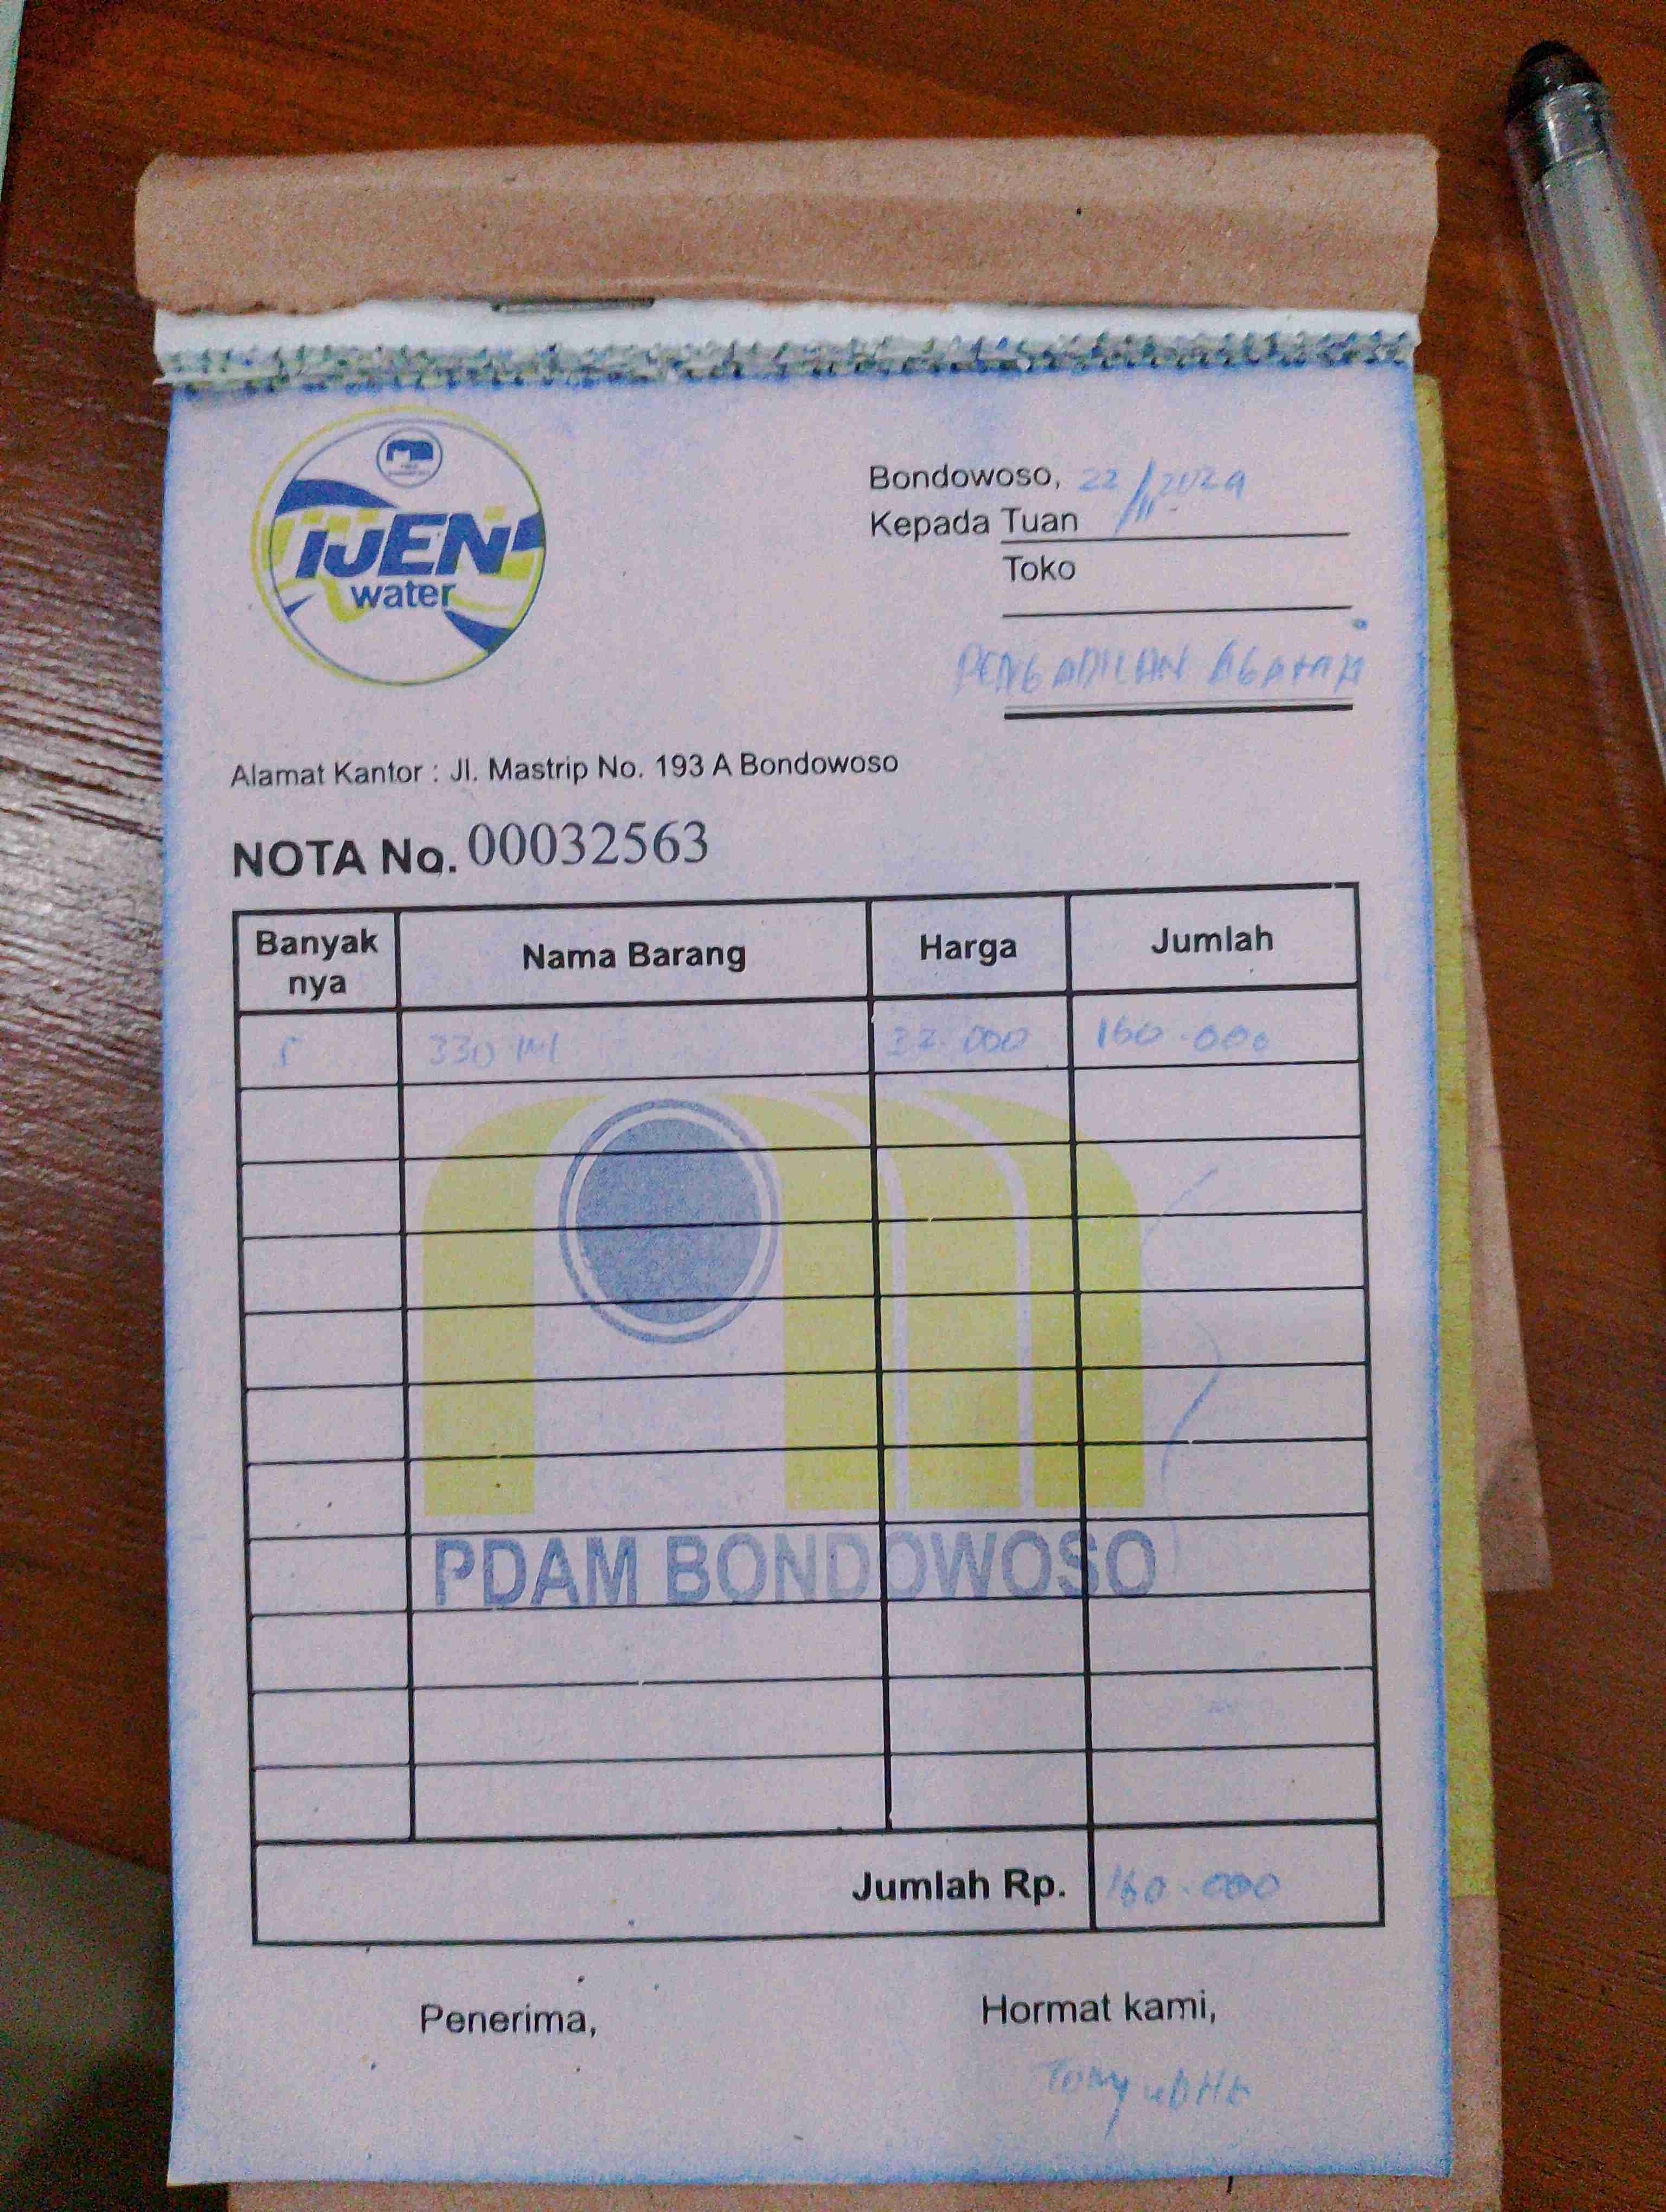 IJEN
water
Bondowoso, 22/11.2024
Kepada Tuan
Toko
PENGADILAN AGAMA
Alamat Kantor : Jl. Mastrip No. 193 A Bondowoso
NOTA No. 00032563
Banyak nya Nama Barang Harga Jumlah
5 330 Ml 32.000 160.000
PDAM BONDOWOSO
Jumlah Rp. 160.000
Penerima, Hormat kami,